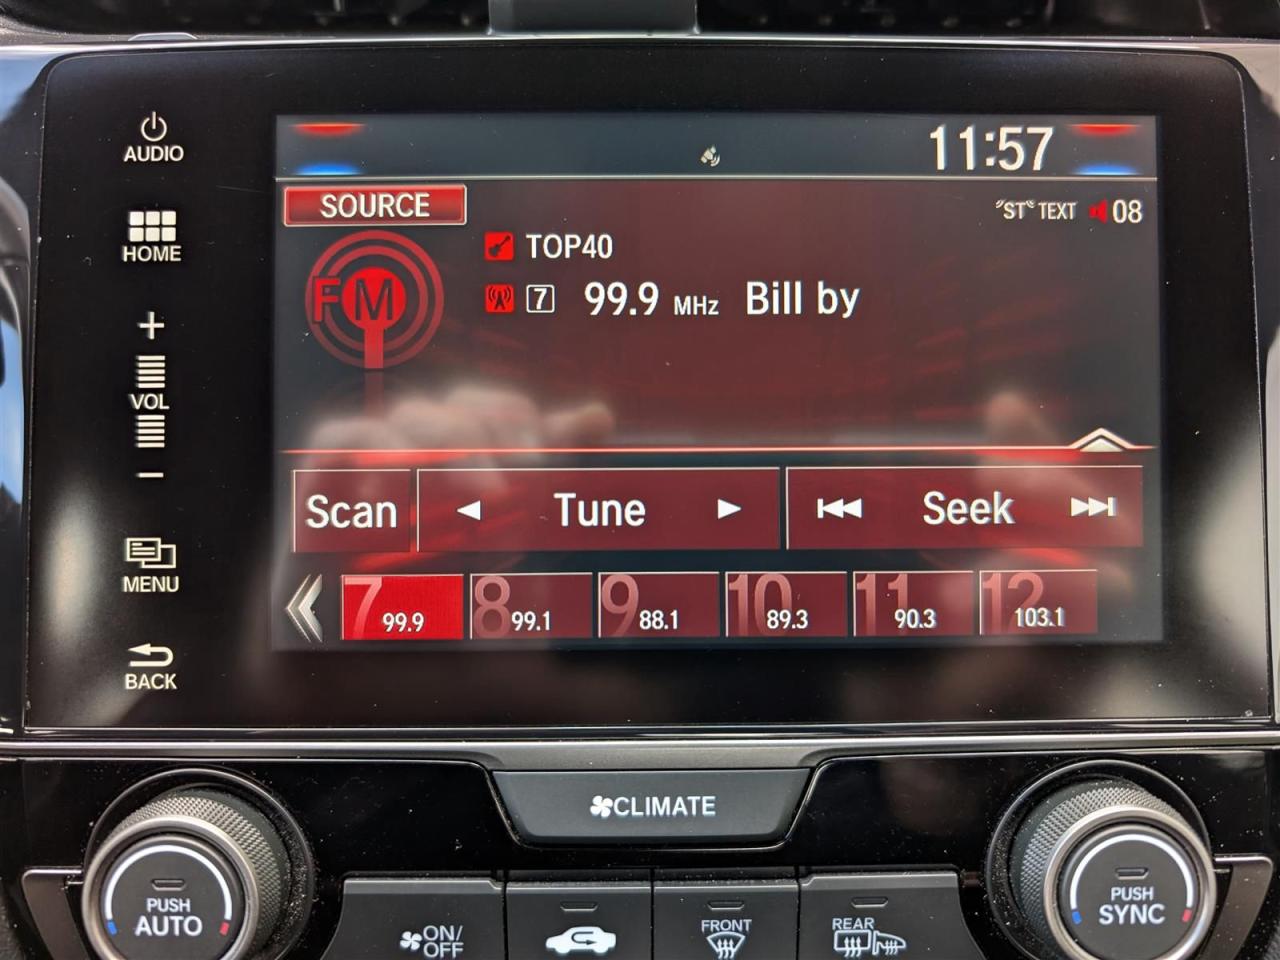 AUDIO
HOME
+
VOL
−
MENU
BACK
11:57
SOURCE
"ST" TEXT 08
FM
TOP40
7 99.9 MHz Bill by
Scan Tune Seek
7 99.9 8 99.1 9 88.1 10 89.3 11 90.3 12 103.1
CLIMATE
PUSH
AUTO
ON/
OFF
FRONT
REAR
PUSH
SYNC